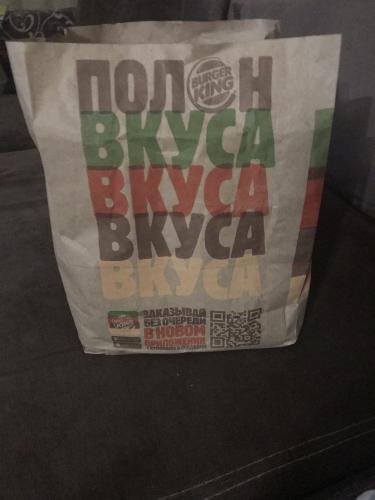 ПОЛОН
BURGER
KING
ВКУСА
ВКУСА
ВКУСА
ВКУСА
ЗАКАЗЫВАЙ
БЕЗ ОЧЕРЕДИ
В НОВОМ
ПРИЛОЖЕНИИ